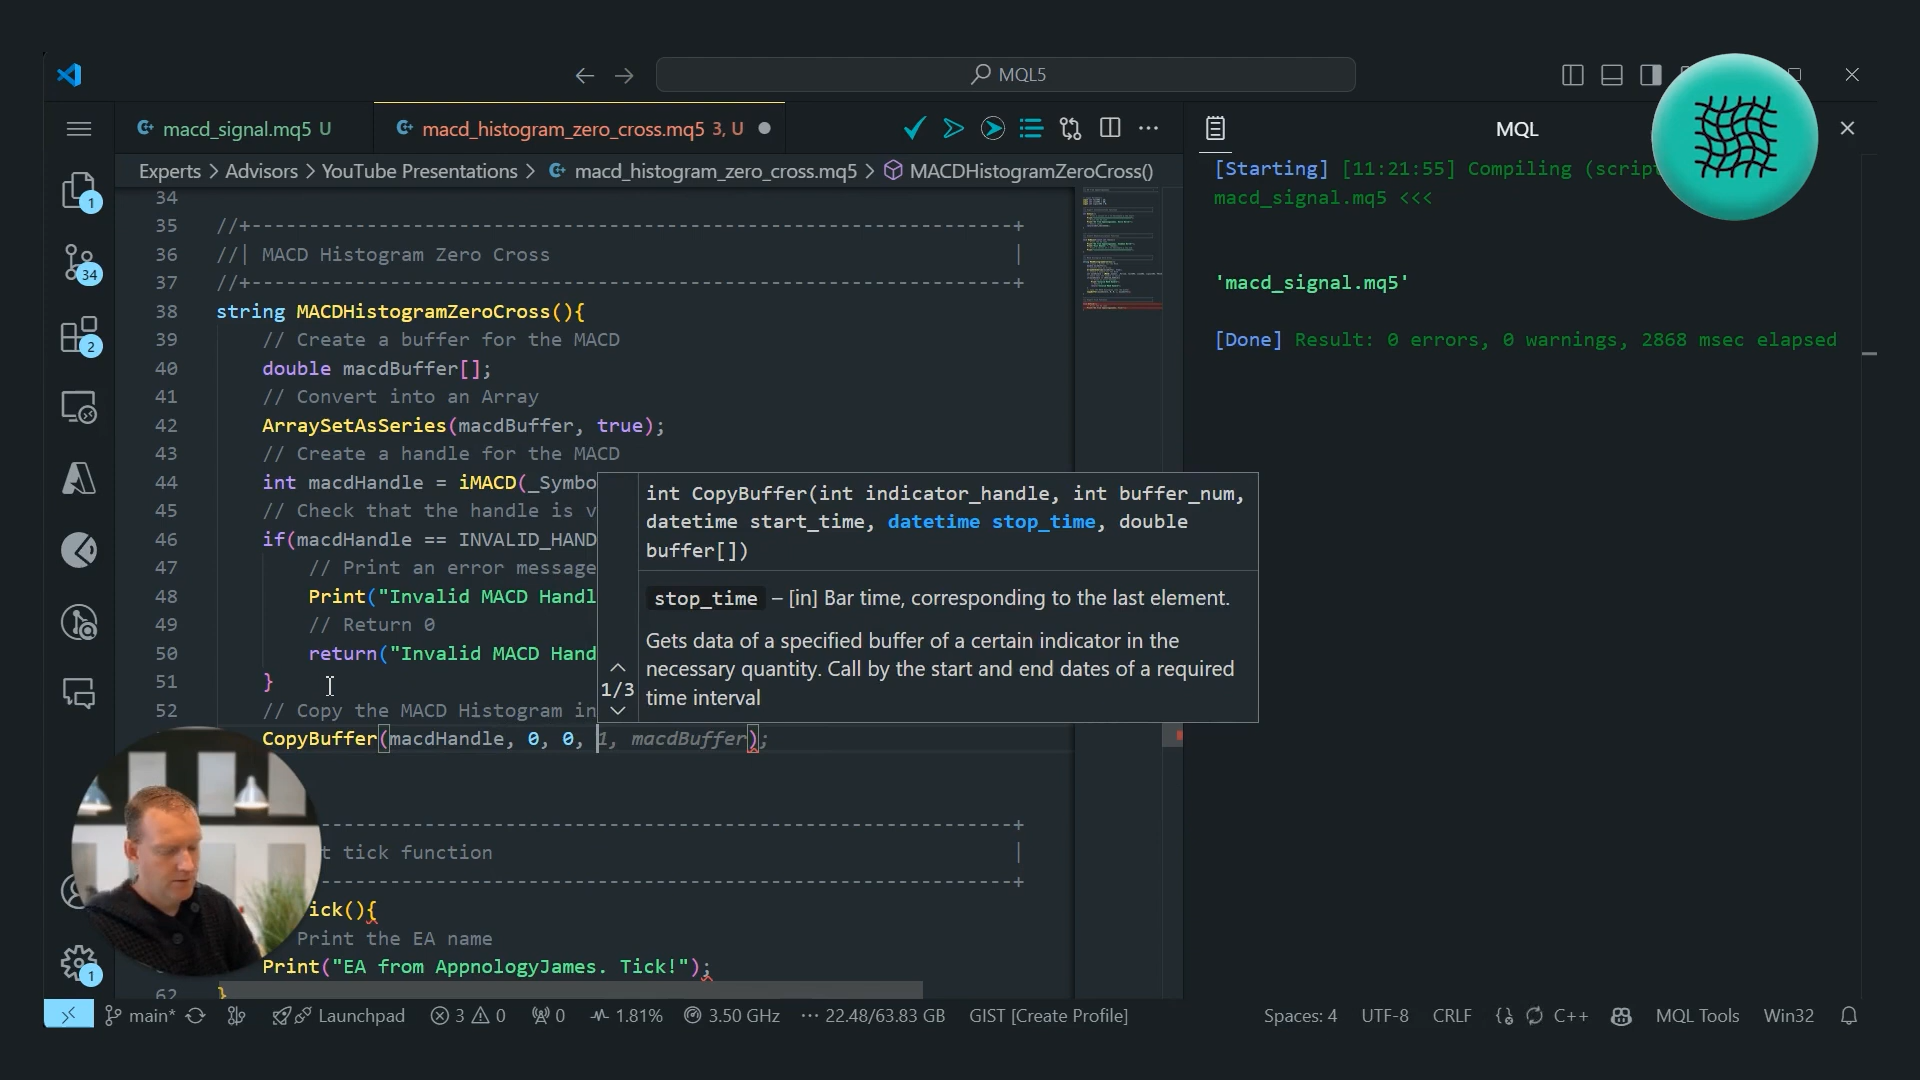 MQL5
macd_signal.mq5 U
macd_histogram_zero_cross.mq5 3, U
MQL
Experts > Advisors > YouTube Presentations > macd_histogram_zero_cross.mq5 > MACDHistogramZeroCross()
[Starting] [11:21:55] Compiling
macd_signal.mq5 <<<
'macd_signal.mq5'
[Done] Result: 0 errors, 0 warnings, 2868 msec elapsed
1
34
2
1
34
35 //+------------------------------------------------------------------+
36 //| MACD Histogram Zero Cross |
37 //+------------------------------------------------------------------+
38 string MACDHistogramZeroCross(){
39 // Create a buffer for the MACD
40 double macdBuffer[];
41 // Convert into an Array
42 ArraySetAsSeries(macdBuffer, true);
43 // Create a handle for the MACD
44 int macdHandle = iMACD(_Symbo
45 // Check that the handle is v
46 if(macdHandle == INVALID_HAND
47 // Print an error message
48 Print("Invalid MACD Handl
49 // Return 0
50 return("Invalid MACD Hand
51 }
52 // Copy the MACD Histogram in
CopyBuffer(macdHandle, 0, 0, 1, macdBuffer);
int CopyBuffer(int indicator_handle, int buffer_num,
datetime start_time, datetime stop_time, double
buffer[])
stop_time – [in] Bar time, corresponding to the last element.
Gets data of a specified buffer of a certain indicator in the
necessary quantity. Call by the start and end dates of a required
time interval
1/3
------------------------------------------------------------+
tick function |
------------------------------------------------------------+
ick(){
Print the EA name
Print("EA from AppnologyJames. Tick!");
62 }
main* Launchpad 3 0 0 1.81% 3.50 GHz 22.48/63.83 GB GIST [Create Profile] Spaces: 4 UTF-8 CRLF C++ MQL Tools Win32